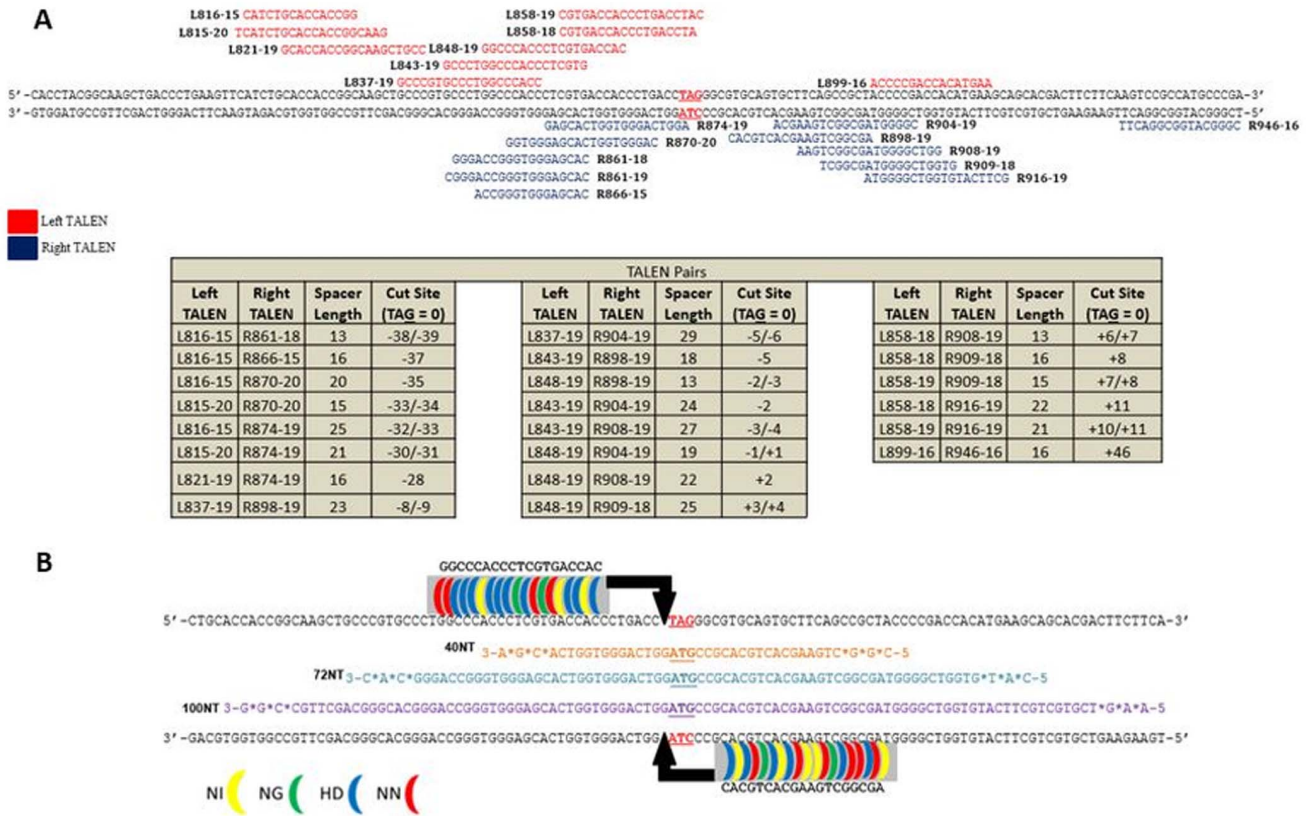 A
L816-15 CATCTGCACCACCGG
L858-19 CGTGACCACCCTGACCTAC
L815-20 TCATCTGCACCACCGGCAAG
L858-18 CGTGACCACCCTGACCTA
L821-19 GCACCACCGGCAAGCTGCC
L848-19 GGCCCACCCTCGTGACCAC
L843-19 GCCCTGGCCCACCCTCGTG
L837-19 GCCCGTGCCCTGGCCCACC
L899-16 ACCCCGACCACATGAA
5'-CACCTACGGCAAGCTGACCCTGAAGTTCATCTGCACCACCGGCAAGCTGCCCGTGCCCTGGCCCACCCTCGTGACCACCCTGACCTAGGGCGTGCAGTGCTTCAGCCGCTACCCCGACCACATGAAGCAGCACGACTTCTTCAAGTCCGCCATGCCCGA-3'
3'-GTGGATGCCGTTCGACTGGGACTTCAAGTAGACGTGGTGGCCGTTCGACGGGCACGGGACCGGGTGGGAGCACTGGTGGGACTGGATCCCGCACGTCACGAAGTCGGCGATGGGGCTGGTGTACTTCGTCGTGCTGAAGAAGTTCAGGCGGTACGGGCT-5'
GAGCACTGGTGGGACTGGA R874-19
ACGAAGTCGGCGATGGGGC R904-19
TTCAGGCGGTACGGGC R946-16
GGTGGGAGCACTGGTGGGAC R870-20
CACGTCACGAAGTCGGCGA R898-19
GGGACCGGGTGGGAGCAC R861-18
AAGTCGGCGATGGGGCTGG R908-19
CGGGACCGGGTGGGAGCAC R861-19
TCGGCGATGGGGCTGGTG R909-18
ACCGGGTGGGAGCAC R866-15
ATGGGGCTGGTGTACTTCG R916-19
Left TALEN
Right TALEN
TALEN Pairs
Left TALEN Right TALEN Spacer Length Cut Site (TAG = 0)
L816-15 R861-18 13 -38/-39
L816-15 R866-15 16 -37
L816-15 R870-20 20 -35
L815-20 R870-20 15 -33/-34
L816-15 R874-19 25 -32/-33
L815-20 R874-19 21 -30/-31
L821-19 R874-19 16 -28
L837-19 R898-19 23 -8/-9
Left TALEN Right TALEN Spacer Length Cut Site (TAG = 0)
L837-19 R904-19 29 -5/-6
L843-19 R898-19 18 -5
L848-19 R898-19 13 -2/-3
L843-19 R904-19 24 -2
L843-19 R908-19 27 -3/-4
L848-19 R904-19 19 -1/+1
L848-19 R908-19 22 +2
L848-19 R909-18 25 +3/+4
Left TALEN Right TALEN Spacer Length Cut Site (TAG = 0)
L858-18 R908-19 13 +6/+7
L858-18 R909-18 16 +8
L858-19 R909-18 15 +7/+8
L858-18 R916-19 22 +11
L858-19 R916-19 21 +10/+11
L899-16 R946-16 16 +46
B
GGCCCACCCTCGTGACCAC
5'-CTGCACCACCGGCAAGCTGCCCGTGCCCTGGCCCACCCTCGTGACCACCCTGACC TAGGGCGTGCAGTGCTTCAGCCGCTACCCCGACCACATGAAGCAGCACGACTTCTTCA-3'
40NT 3-A*G*C*ACTGGTGGGACTGGATGCCGCACGTCACGAAGTC*G*G*C-5
72NT 3-C*A*C*GGGACCGGGTGGGAGCACTGGTGGGACTGGATGCCGCACGTCACGAAGTCGGCGATGGGGCTGGTG*T*A*C-5
100NT 3-G*G*C*CGTTCGACGGGCACGGGACCGGGTGGGAGCACTGGTGGGACTGGATGCCGCACGTCACGAAGTCGGCGATGGGGCTGGTGTACTTCGTCGTGCT*G*A*A-5
3'-GACGTGGTGGCCGTTCGACGGGCACGGGACCGGGTGGGAGCACTGGTGGGACTGG ATCCCGCACGTCACGAAGTCGGCGATGGGGCTGGTGTACTTCGTCGTGCTGAAGAAGT-5'
CACGTCACGAAGTCGGCGA
NI NG HD NN